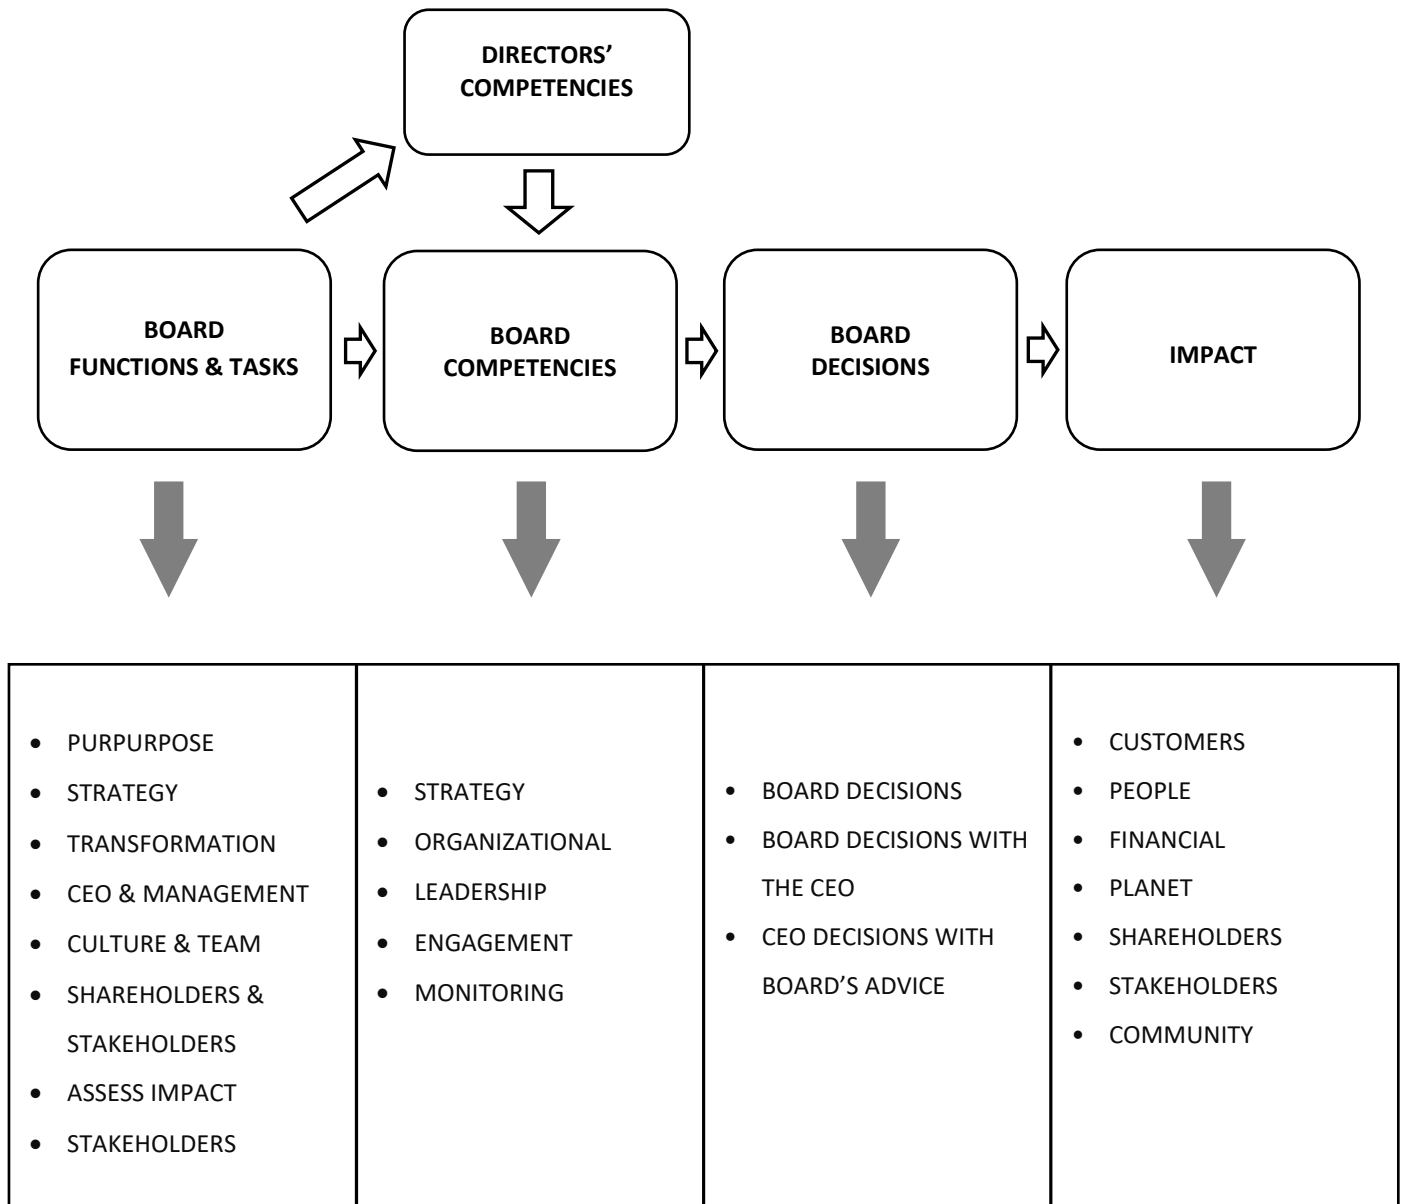 DIRECTORS’
COMPETENCIES
BOARD
FUNCTIONS & TASKS
BOARD
COMPETENCIES
BOARD
DECISIONS
IMPACT
• PURPURPOSE
• STRATEGY
• TRANSFORMATION
• CEO & MANAGEMENT
• CULTURE & TEAM
• SHAREHOLDERS &
STAKEHOLDERS
• ASSESS IMPACT
• STAKEHOLDERS
• STRATEGY
• ORGANIZATIONAL
• LEADERSHIP
• ENGAGEMENT
• MONITORING
• BOARD DECISIONS
• BOARD DECISIONS WITH
THE CEO
• CEO DECISIONS WITH
BOARD’S ADVICE
• CUSTOMERS
• PEOPLE
• FINANCIAL
• PLANET
• SHAREHOLDERS
• STAKEHOLDERS
• COMMUNITY